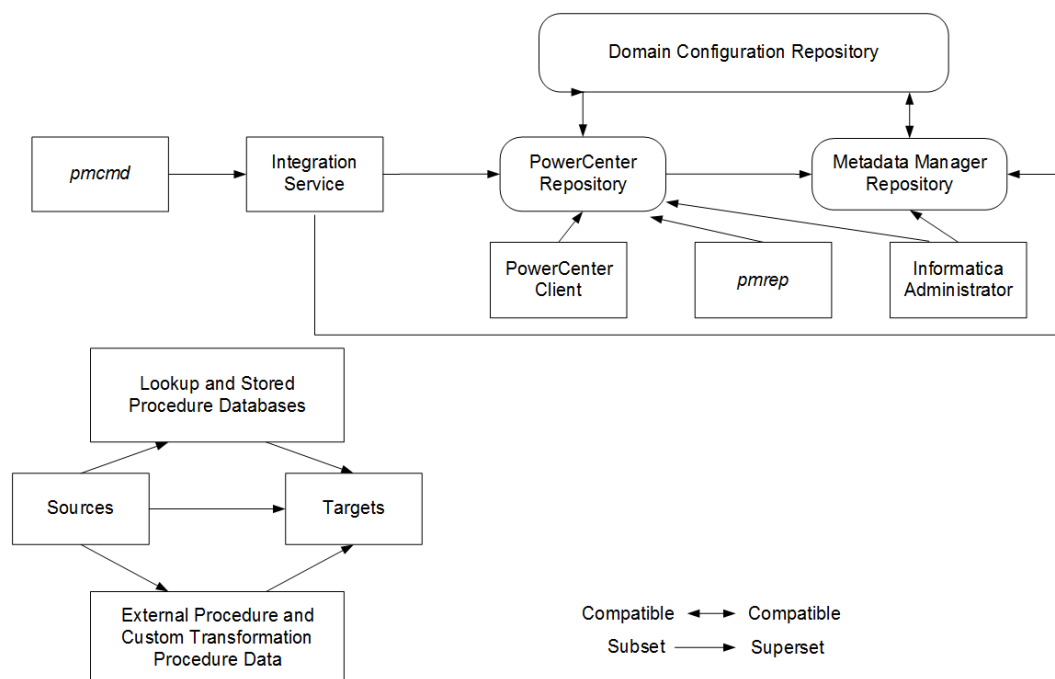 Domain Configuration Repository
pmcmd
Integration
Service
PowerCenter
Repository
Metadata Manager
Repository
PowerCenter
Client
pmrep
Informatica
Administrator
Lookup and Stored
Procedure Databases
Sources
Targets
External Procedure and
Custom Transformation
Procedure Data
Compatible Compatible
Subset Superset